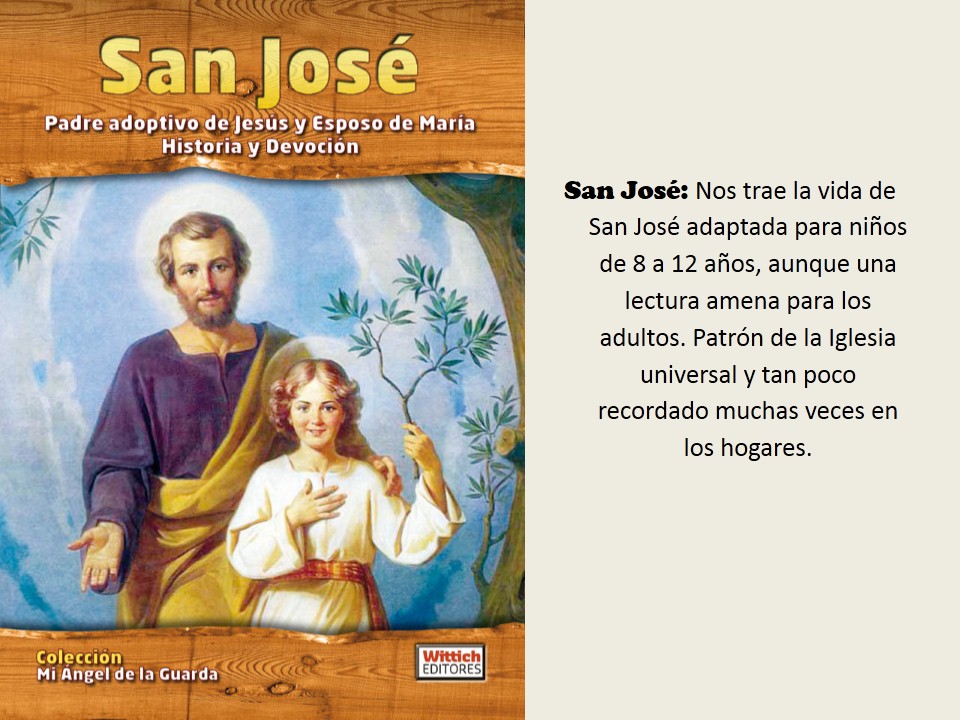 San José
Padre adoptivo de Jesús y Esposo de María
Historia y Devoción
Colección
Mi Ángel de la Guarda
Wittich
EDITORES
San José: Nos trae la vida de
San José adaptada para niños
de 8 a 12 años, aunque una
lectura amena para los
adultos. Patrón de la Iglesia
universal y tan poco
recordado muchas veces en
los hogares.